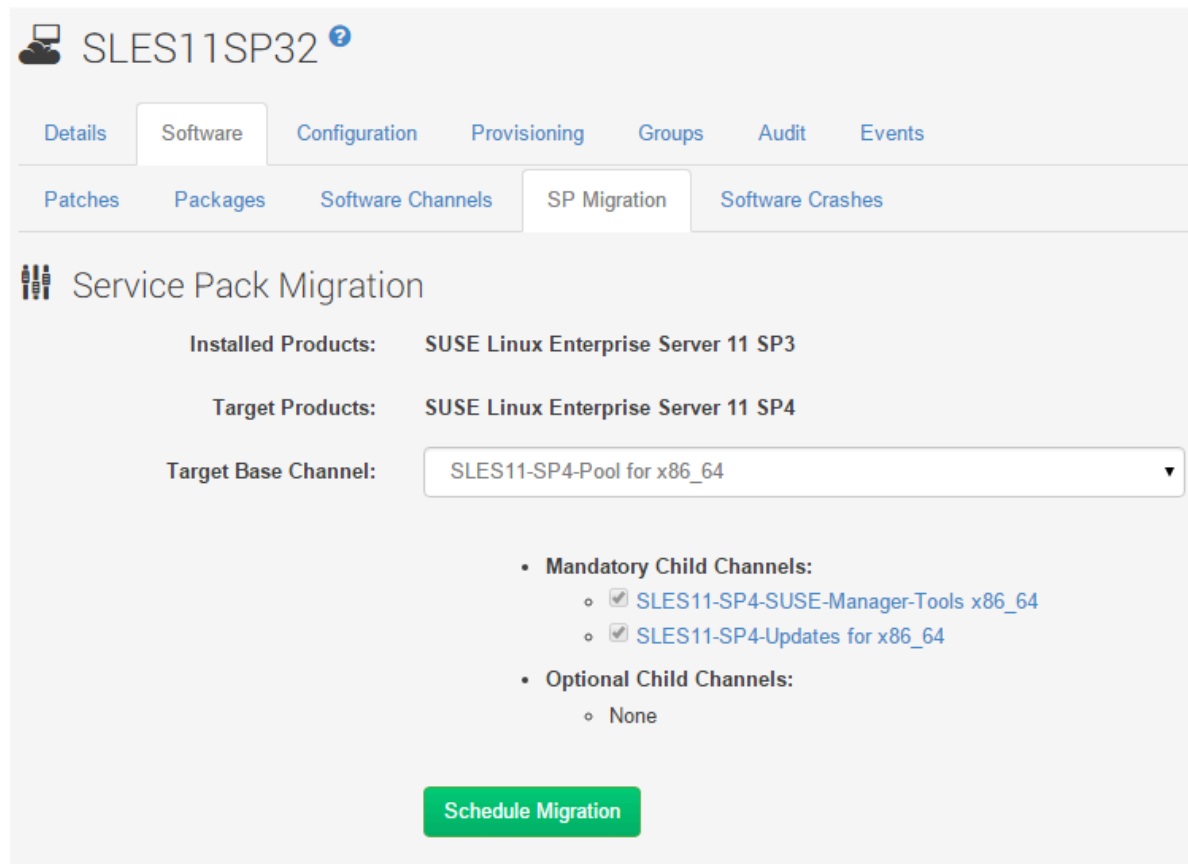 SLES11SP32 ?
Details Software Configuration Provisioning Groups Audit Events
Patches Packages Software Channels SP Migration Software Crashes
Service Pack Migration
Installed Products: SUSE Linux Enterprise Server 11 SP3
Target Products: SUSE Linux Enterprise Server 11 SP4
Target Base Channel: SLES11-SP4-Pool for x86_64
Mandatory Child Channels:
SLES11-SP4-SUSE-Manager-Tools x86_64
SLES11-SP4-Updates for x86_64
Optional Child Channels:
None
Schedule Migration